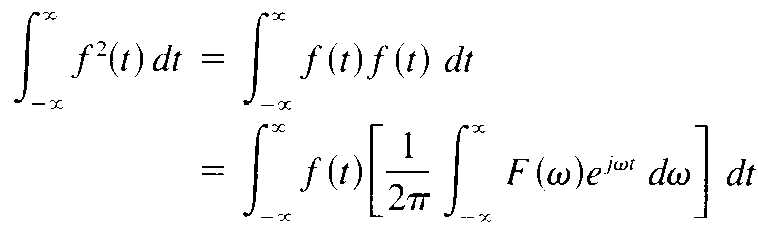 ∫_{-∞}^{∞} f²(t) dt = ∫_{-∞}^{∞} f(t)f(t) dt
= ∫_{-∞}^{∞} f(t)[1/2π ∫_{-∞}^{∞} F(ω)e^{jωt} dω] dt